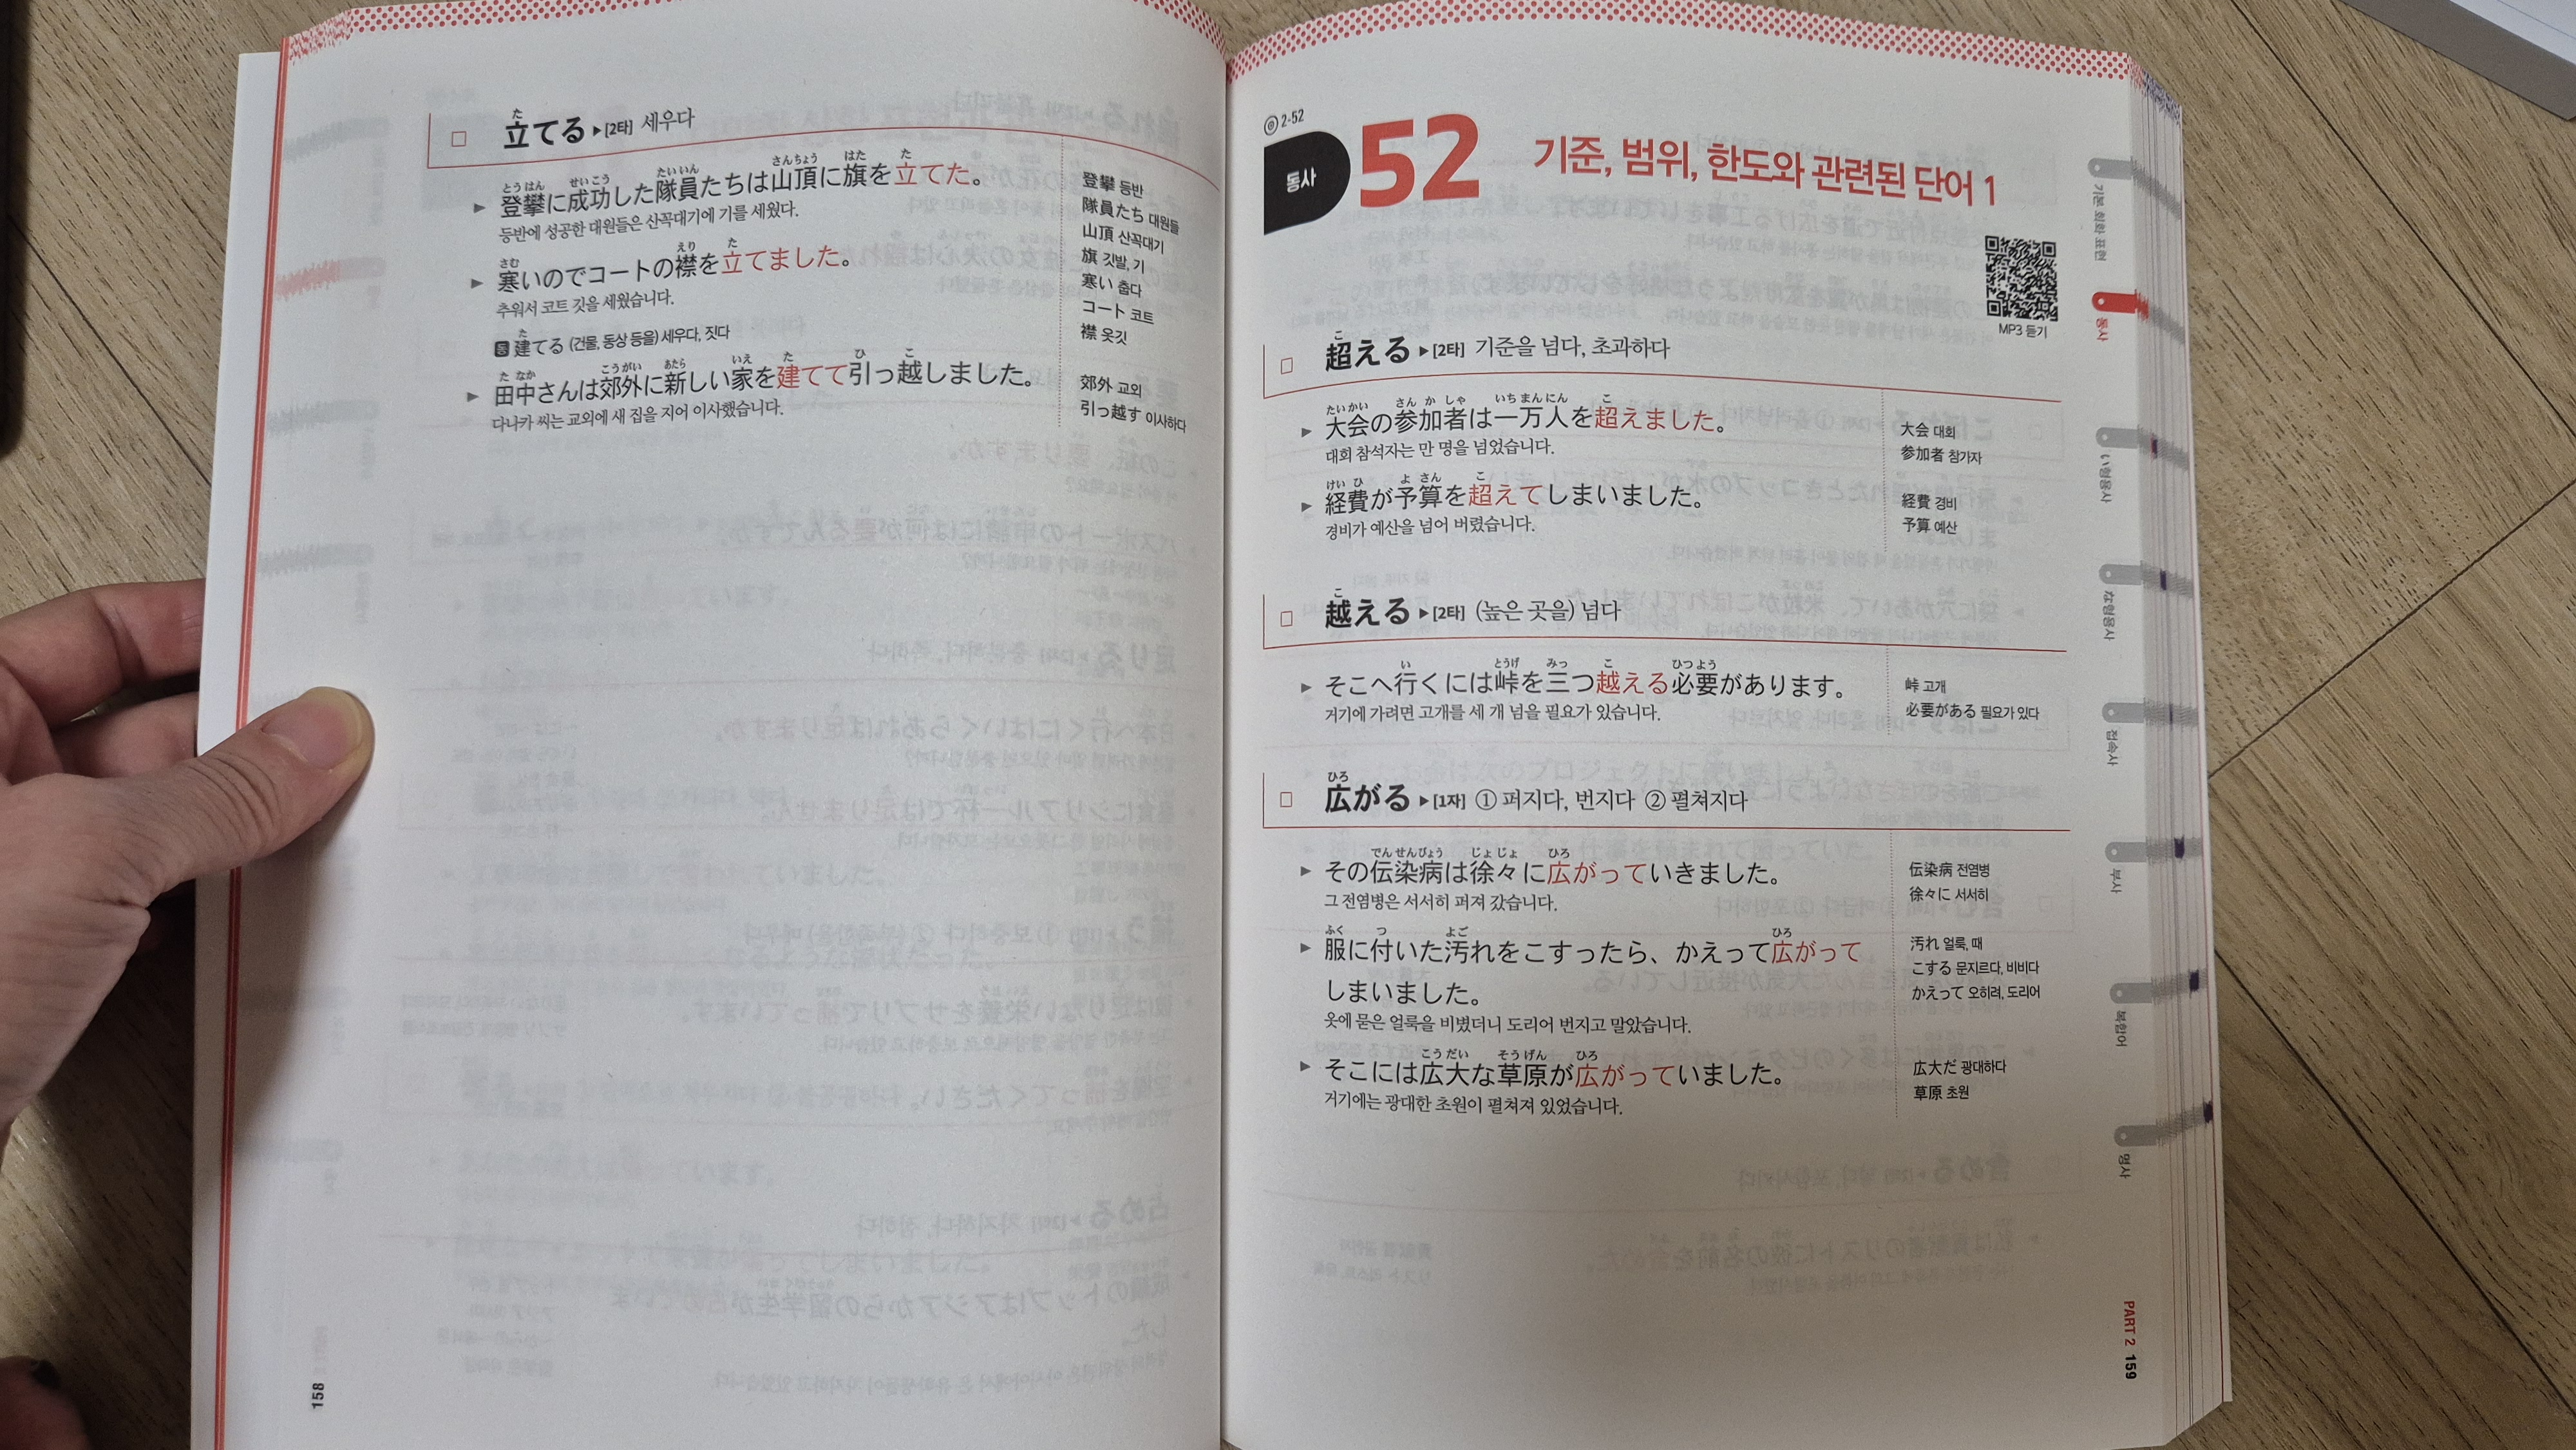 立てる ▶[2타] 세우다
▶ 登攀に成功した隊員たちは山頂に旗を立てた。
등반에 성공한 대원들은 산꼭대기에 기를 세웠다.
▶ 寒いのでコートの襟を立てました。
추워서 코트 깃을 세웠습니다.
동 建てる (건물, 동상 등을) 세우다, 짓다
▶ 田中さんは郊外に新しい家を建てて引っ越しました。
다나카 씨는 교외에 새 집을 지어 이사했습니다.
登攀 등반
隊員たち 대원들
山頂 산꼭대기
旗 깃발, 기
寒い 춥다
コート 코트
襟 옷깃
郊外 교외
引っ越す 이사하다
158
2-52
동사 52 기준, 범위, 한도와 관련된 단어 1
MP3 듣기
超える ▶[2타] 기준을 넘다, 초과하다
▶ 大会の参加者は一万人を超えました。
대회 참석자는 만 명을 넘었습니다.
▶ 経費が予算を超えてしまいました。
경비가 예산을 넘어 버렸습니다.
大会 대회
参加者 참가자
経費 경비
予算 예산
越える ▶[2타] (높은 곳을) 넘다
▶ そこへ行くには峠を三つ越える必要があります。
거기에 가려면 고개를 세 개 넘을 필요가 있습니다.
峠 고개
必要がある 필요가 있다
広がる ▶[1자] ① 퍼지다, 번지다 ② 펼쳐지다
▶ その伝染病は徐々に広がっていきました。
그 전염병은 서서히 퍼져 갔습니다.
▶ 服に付いた汚れをこすったら、かえって広がって
しまいました。
옷에 묻은 얼룩을 비볐더니 도리어 번지고 말았습니다.
▶ そこには広大な草原が広がっていました。
거기에는 광대한 초원이 펼쳐져 있었습니다.
伝染病 전염병
徐々に 서서히
汚れ 얼룩, 때
こする 문지르다, 비비다
かえって 오히려, 도리어
広大だ 광대하다
草原 초원
기본 회화 표현
동사
い형용사
な형용사
접속사
부사
복합어
명사
PART 2 159